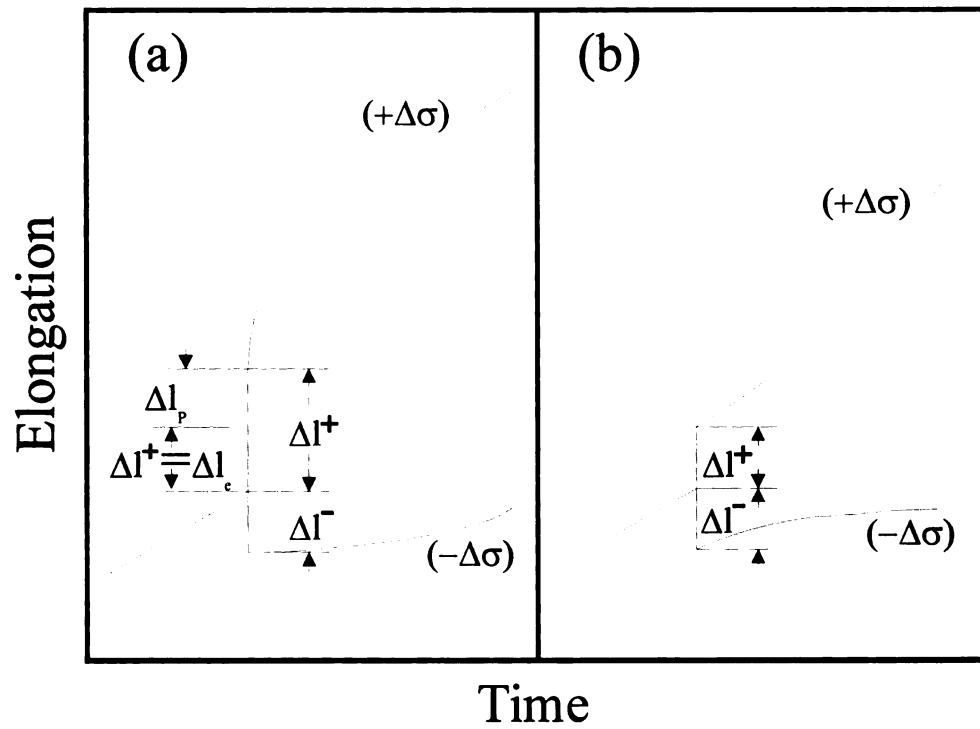 (a)
(+Δσ)
Δl_P
Δl⁺
Δl⁺=Δl_e
Δl⁻
(−Δσ)
(b)
(+Δσ)
Δl⁺
Δl⁻
(−Δσ)
Elongation
Time